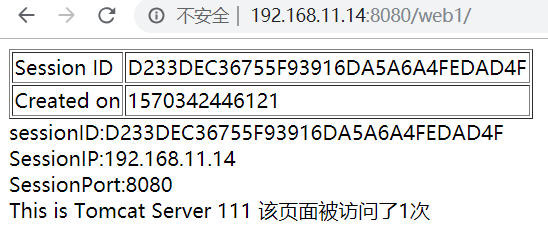 不安全 | 192.168.11.14:8080/web1/
Session ID D233DEC36755F93916DA5A6A4FEDAD4F
Created on 1570342446121
sessionID:D233DEC36755F93916DA5A6A4FEDAD4F
SessionIP:192.168.11.14
SessionPort:8080
This is Tomcat Server 111 该页面被访问了1次